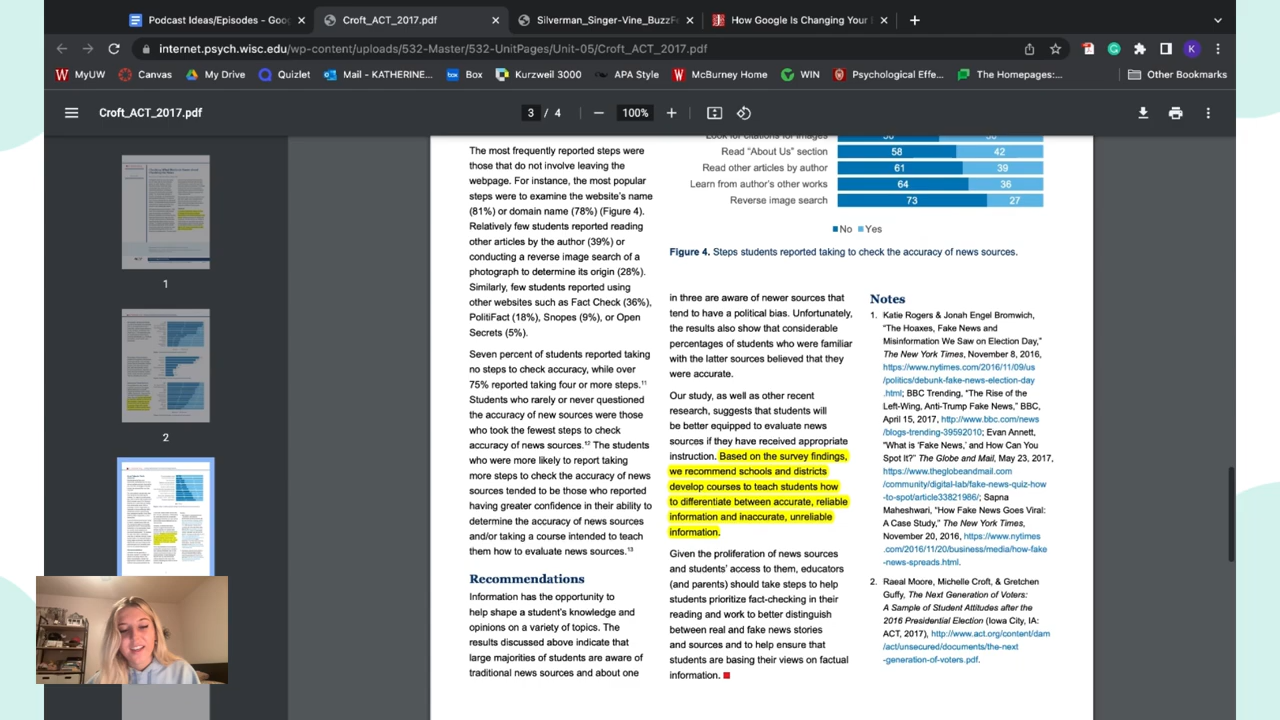 Podcast Ideas/Episodes - Goo
Croft_ACT_2017.pdf
Silverman_Singer-Vine_BuzzFe
How Google Is Changing Your
internet.psych.wisc.edu/wp-content/uploads/532-Master/532-UnitPages/Unit-05/Croft_ACT_2017.pdf
K
MyUW
Canvas
My Drive
Quizlet
Mail - KATHERINE...
Box
Kurzweil 3000
APA Style
McBurney Home
WIN
Psychological Effe...
The Homepages:...
Other Bookmarks
Croft_ACT_2017.pdf
3 / 4
100%
1
2
The most frequently reported steps were
those that do not involve leaving the
webpage. For instance, the most popular
steps were to examine the website's name
(81%) or domain name (78%) (Figure 4).
Relatively few students reported reading
other articles by the author (39%) or
conducting a reverse image search of a
photograph to determine its origin (28%).
Similarly, few students reported using
other websites such as Fact Check (36%),
PolitiFact (18%), Snopes (9%), or Open
Secrets (5%).
Seven percent of students reported taking
no steps to check accuracy, while over
75% reported taking four or more steps.¹¹
Students who rarely or never questioned
the accuracy of new sources were those
who took the fewest steps to check
accuracy of news sources.¹² The students
who were more likely to report taking
more steps to check the accuracy of news
sources tended to be those who reported
having greater confidence in their ability to
determine the accuracy of news sources
and/or taking a course intended to teach
them how to evaluate news sources.¹³
Recommendations
Information has the opportunity to
help shape a student's knowledge and
opinions on a variety of topics. The
results discussed above indicate that
large majorities of students are aware of
traditional news sources and about one
Look for citations for images
Read "About Us" section 58 42
Read other articles by author 61 39
Learn from author's other works 64 36
Reverse image search 73 27
No Yes
Figure 4. Steps students reported taking to check the accuracy of news sources.
in three are aware of newer sources that
tend to have a political bias. Unfortunately,
the results also show that considerable
percentages of students who were familiar
with the latter sources believed that they
were accurate.
Our study, as well as other recent
research, suggests that students will
be better equipped to evaluate news
sources if they have received appropriate
instruction. Based on the survey findings,
we recommend schools and districts
develop courses to teach students how
to differentiate between accurate, reliable
information and inaccurate, unreliable
information.
Given the proliferation of news sources
and students' access to them, educators
(and parents) should take steps to help
students prioritize fact-checking in their
reading and work to better distinguish
between real and fake news stories
and sources and to help ensure that
students are basing their views on factual
information.
Notes
1. Katie Rogers & Jonah Engel Bromwich,
"The Hoaxes, Fake News and
Misinformation We Saw on Election Day,"
The New York Times, November 8, 2016,
https://www.nytimes.com/2016/11/09/us
/politics/debunk-fake-news-election-day
.html; BBC Trending, "The Rise of the
Left-Wing, Anti-Trump Fake News," BBC,
April 15, 2017, http://www.bbc.com/news
/blogs-trending-39592010; Evan Annett,
"What is 'Fake News,' and How Can You
Spot It?" The Globe and Mail, May 23, 2017,
https://www.theglobeandmail.com
/community/digital-lab/fake-news-quiz-how
-to-spot/article33821986/; Sapna
Maheshwari, "How Fake News Goes Viral:
A Case Study," The New York Times,
November 20, 2016, https://www.nytimes
.com/2016/11/20/business/media/how-fake
-news-spreads.html.
2. Raeal Moore, Michelle Croft, & Gretchen
Guffy, The Next Generation of Voters:
A Sample of Student Attitudes after the
2016 Presidential Election (Iowa City, IA:
ACT, 2017), http://www.act.org/content/dam
/act/unsecured/documents/the-next
-generation-of-voters.pdf.